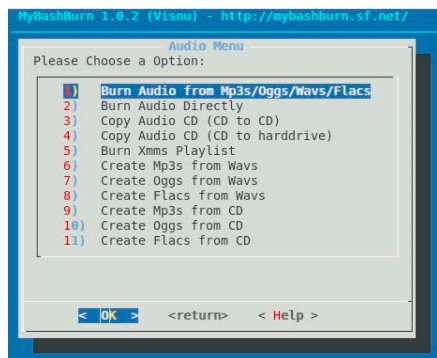 MyBashBurn 1.0.2 (Visnu) - http://mybashburn.sf.net/
Audio Menu
Please Choose a Option:
1) Burn Audio from Mp3s/Oggs/Wavs/Flacs
2) Burn Audio Directly
3) Copy Audio CD (CD to CD)
4) Copy Audio CD (CD to harddrive)
5) Burn Xmms Playlist
6) Create Mp3s from Wavs
7) Create Oggs from Wavs
8) Create Flacs from Wavs
9) Create Mp3s from CD
10) Create Oggs from CD
11) Create Flacs from CD
< OK > <return> < Help >